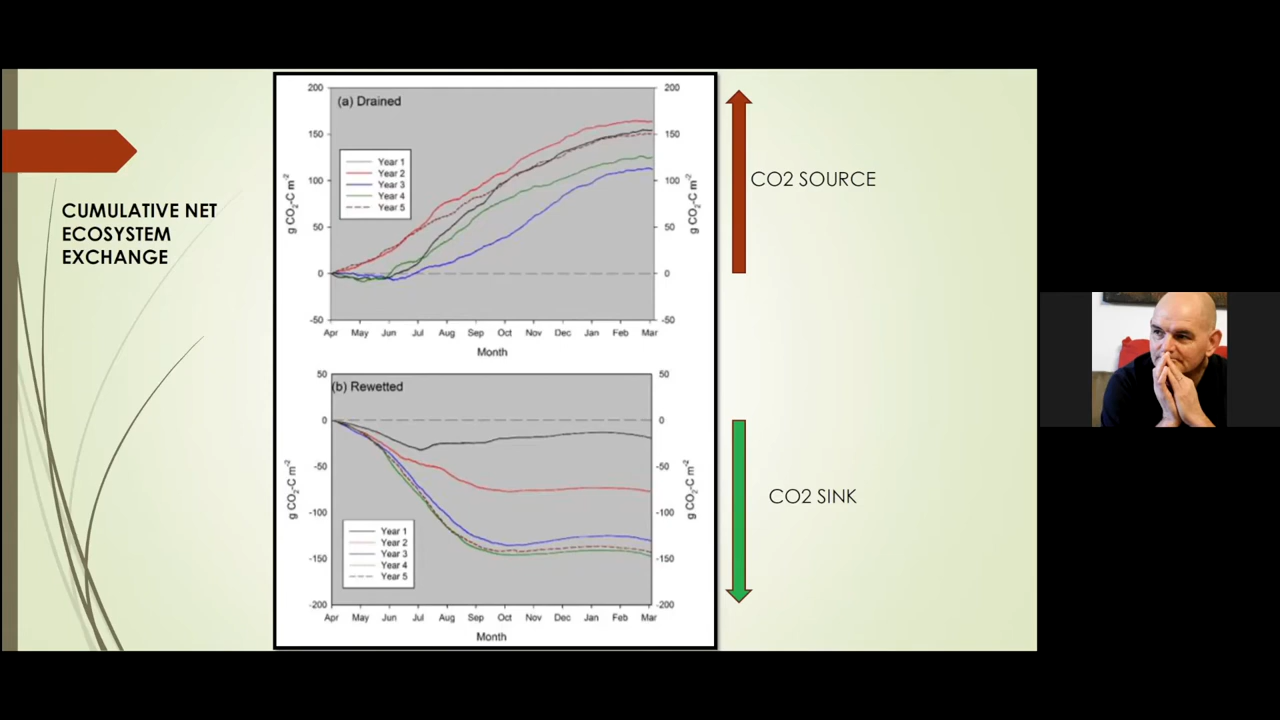 CUMULATIVE NET
ECOSYSTEM
EXCHANGE
(a) Drained
200
150
100
50
0
-50
g CO2-C m-2
Year 1
Year 2
Year 3
Year 4
Year 5
200
150
100
50
0
-50
g CO2-C m-2
Apr May Jun Jul Aug Sep Oct Nov Dec Jan Feb Mar
Month
(b) Rewetted
50
0
-50
-100
-150
-200
g CO2-C m-2
Year 1
Year 2
Year 3
Year 4
Year 5
50
0
-50
-100
-150
-200
g CO2-C m-2
Apr May Jun Jul Aug Sep Oct Nov Dec Jan Feb Mar
Month
CO2 SOURCE
CO2 SINK